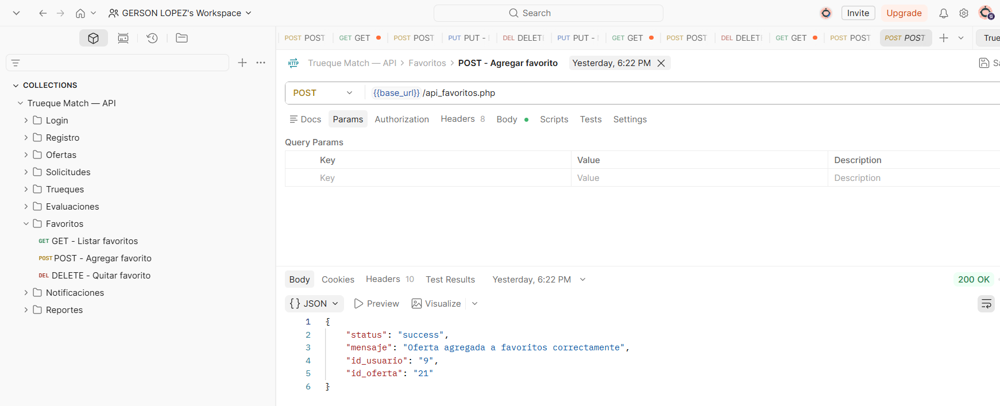 GERSON LOPEZ's Workspace
Search
Invite
Upgrade
G
POST POST
GET GET
POST POST
PUT PUT -
DEL DELET
PUT PUT -
GET GET
POST POST
DEL DELET
GET GET
POST POST
POST POST
True
HTTP
Trueque Match — API > Favoritos > POST - Agregar favorito
Yesterday, 6:22 PM
Sa
COLLECTIONS
Trueque Match — API
Login
Registro
Ofertas
Solicitudes
Trueques
Evaluaciones
Favoritos
GET GET - Listar favoritos
POST POST - Agregar favorito
DEL DELETE - Quitar favorito
Notificaciones
Reportes
POST
{{base_url}} /api_favoritos.php
Docs Params Authorization Headers 8 Body Scripts Tests Settings
Query Params
Key Value Description
Key Value Description
Body Cookies Headers 10 Test Results Yesterday, 6:22 PM 200 OK
{} JSON Preview Visualize
1 {
2 "status": "success",
3 "mensaje": "Oferta agregada a favoritos correctamente",
4 "id_usuario": "9",
5 "id_oferta": "21"
6 }